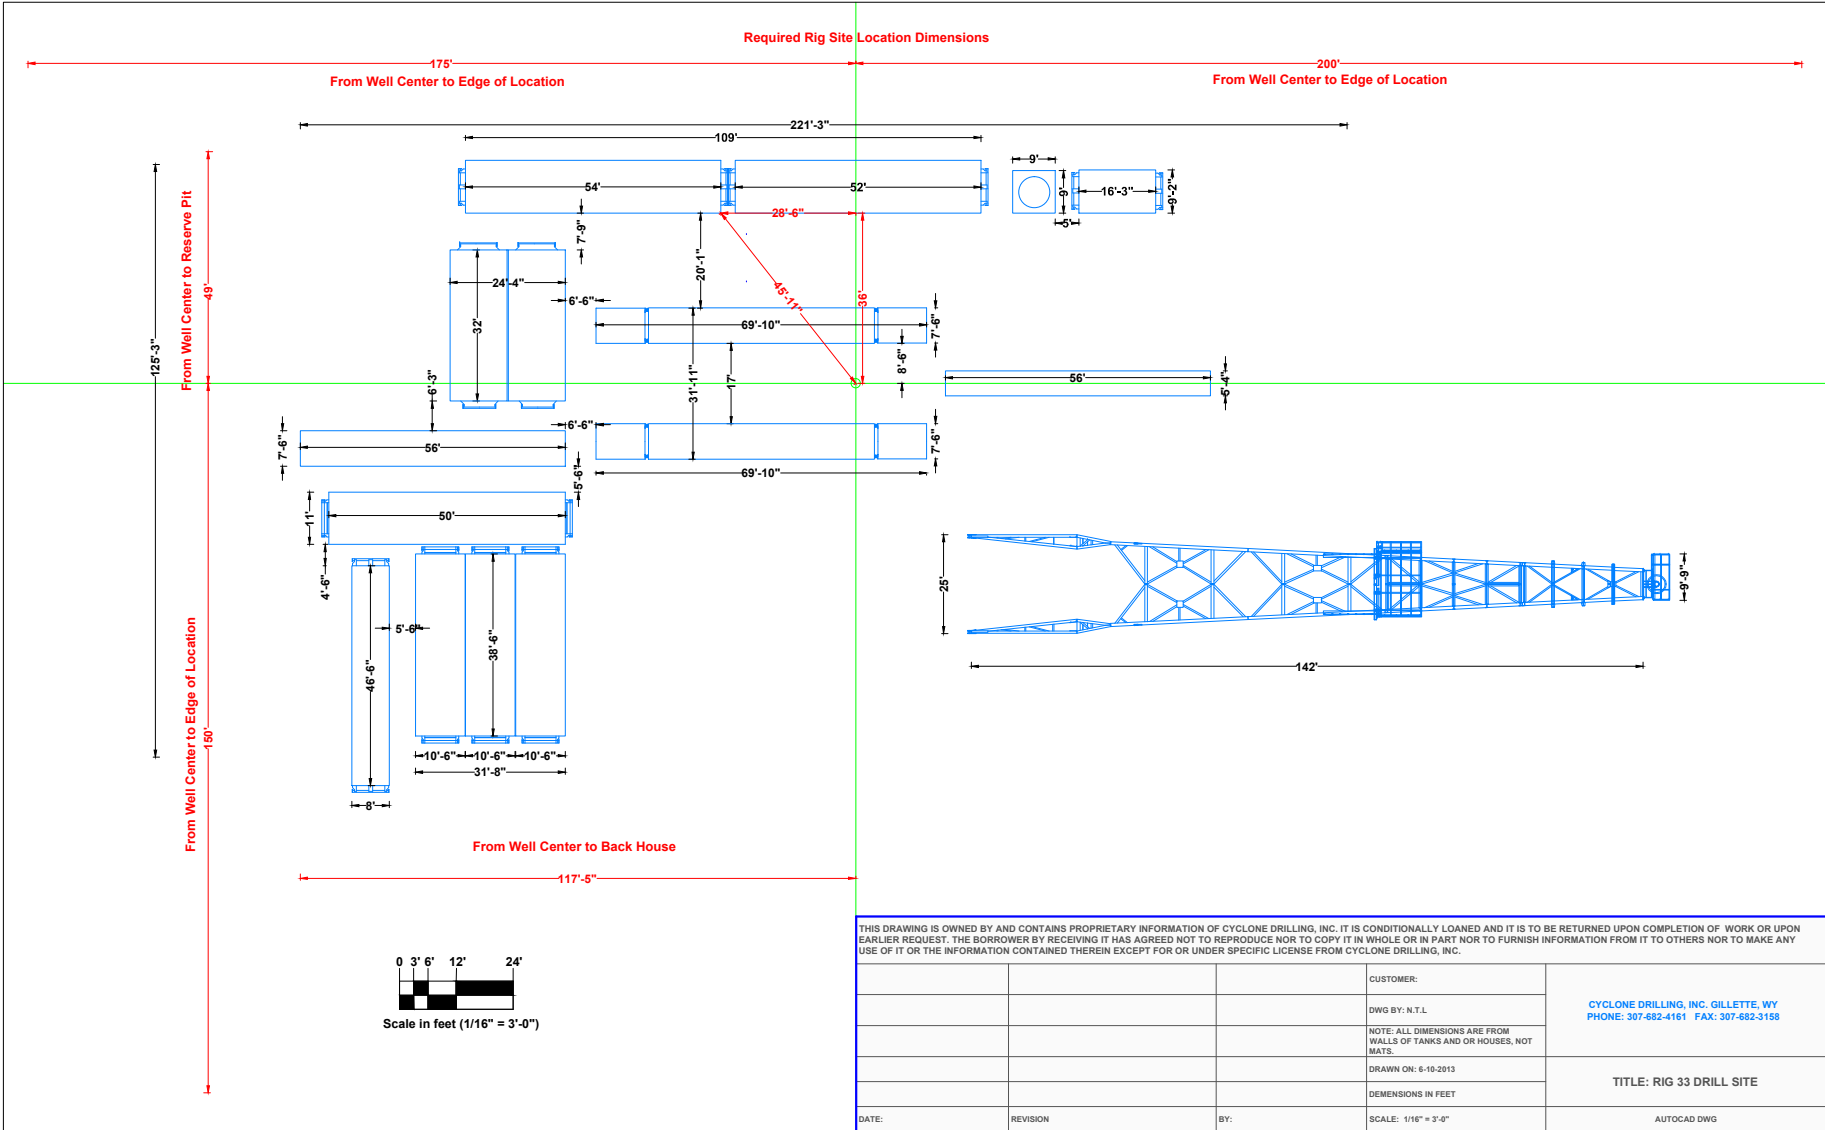 Required Rig Site Location Dimensions
175'
200'
From Well Center to Edge of Location
From Well Center to Edge of Location
221'-3"
109'
9'
54'
52'
9'
16'-3"
9'-2"
28'-6"
5'
7'-9"
From Well Center to Reserve Pit
49'
125'-3"
20'-1"
24'-4"
32'
6'-6"
45'-11"
36'
69'-10"
7'-6"
8'-6"
31'-11"
17'
6'-3"
56'
5'-4"
6'-6"
7'-6"
56'
7'-6"
69'-10"
5'-6"
11'
50'
4'-6"
5'-6"
46'-6"
38'-6"
25'
9'-9"
142'
From Well Center to Edge of Location
150'
10'-6"
10'-6"
10'-6"
31'-8"
8'
From Well Center to Back House
117'-5"
0 3' 6' 12' 24'
Scale in feet (1/16" = 3'-0")
THIS DRAWING IS OWNED BY AND CONTAINS PROPRIETARY INFORMATION OF CYCLONE DRILLING, INC. IT IS CONDITIONALLY LOANED AND IT IS TO BE RETURNED UPON COMPLETION OF WORK OR UPON
EARLIER REQUEST. THE BORROWER BY RECEIVING IT HAS AGREED NOT TO REPRODUCE NOR TO COPY IT IN WHOLE OR IN PART NOR TO FURNISH INFORMATION FROM IT TO OTHERS NOR TO MAKE ANY
USE OF IT OR THE INFORMATION CONTAINED THEREIN EXCEPT FOR OR UNDER SPECIFIC LICENSE FROM CYCLONE DRILLING, INC.
CUSTOMER:
DWG BY: N.T.L
NOTE: ALL DIMENSIONS ARE FROM
WALLS OF TANKS AND OR HOUSES, NOT
MATS.
DRAWN ON: 6-10-2013
DEMENSIONS IN FEET
CYCLONE DRILLING, INC. GILLETTE, WY
PHONE: 307-682-4161 FAX: 307-682-3158
TITLE: RIG 33 DRILL SITE
DATE:
REVISION
BY:
SCALE: 1/16" = 3'-0"
AUTOCAD DWG